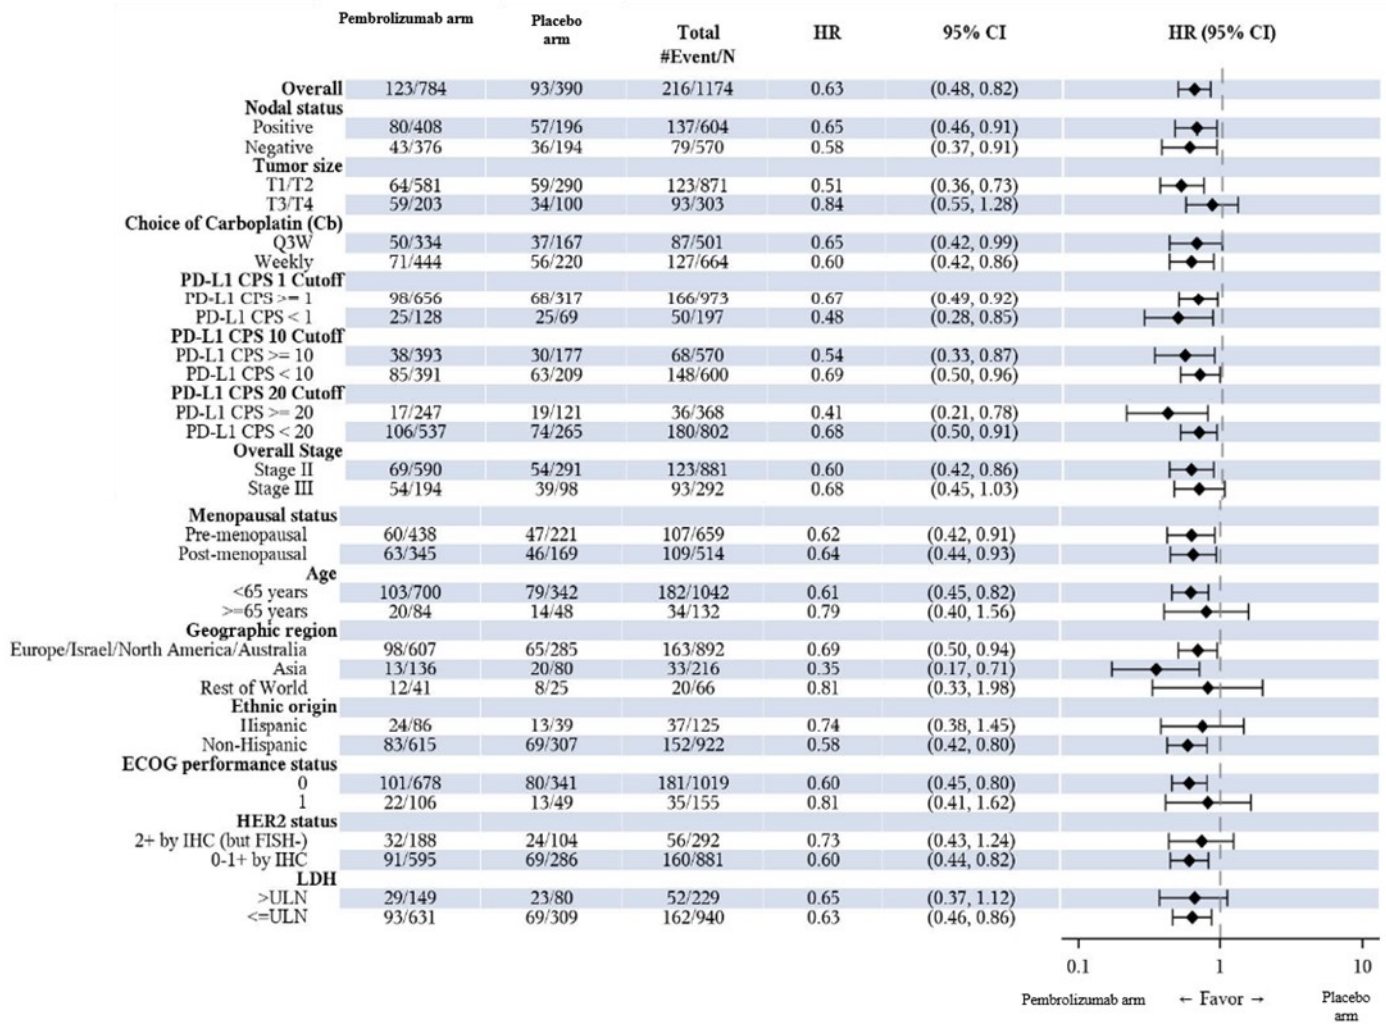 Pembrolizumab arm Placebo arm Total #Event/N HR 95% CI HR (95% CI)
Overall 123/784 93/390 216/1174 0.63 (0.48, 0.82)
Nodal status
Positive 80/408 57/196 137/604 0.65 (0.46, 0.91)
Negative 43/376 36/194 79/570 0.58 (0.37, 0.91)
Tumor size
T1/T2 64/581 59/290 123/871 0.51 (0.36, 0.73)
T3/T4 59/203 34/100 93/303 0.84 (0.55, 1.28)
Choice of Carboplatin (Cb)
Q3W 50/334 37/167 87/501 0.65 (0.42, 0.99)
Weekly 71/444 56/220 127/664 0.60 (0.42, 0.86)
PD-L1 CPS 1 Cutoff
PD-L1 CPS >= 1 98/656 68/317 166/973 0.67 (0.49, 0.92)
PD-L1 CPS < 1 25/128 25/69 50/197 0.48 (0.28, 0.85)
PD-L1 CPS 10 Cutoff
PD-L1 CPS >= 10 38/393 30/177 68/570 0.54 (0.33, 0.87)
PD-L1 CPS < 10 85/391 63/209 148/600 0.69 (0.50, 0.96)
PD-L1 CPS 20 Cutoff
PD-L1 CPS >= 20 17/247 19/121 36/368 0.41 (0.21, 0.78)
PD-L1 CPS < 20 106/537 74/265 180/802 0.68 (0.50, 0.91)
Overall Stage
Stage II 69/590 54/291 123/881 0.60 (0.42, 0.86)
Stage III 54/194 39/98 93/292 0.68 (0.45, 1.03)
Menopausal status
Pre-menopausal 60/438 47/221 107/659 0.62 (0.42, 0.91)
Post-menopausal 63/345 46/169 109/514 0.64 (0.44, 0.93)
Age
<65 years 103/700 79/342 182/1042 0.61 (0.45, 0.82)
>=65 years 20/84 14/48 34/132 0.79 (0.40, 1.56)
Geographic region
Europe/Israel/North America/Australia 98/607 65/285 163/892 0.69 (0.50, 0.94)
Asia 13/136 20/80 33/216 0.35 (0.17, 0.71)
Rest of World 12/41 8/25 20/66 0.81 (0.33, 1.98)
Ethnic origin
Hispanic 24/86 13/39 37/125 0.74 (0.38, 1.45)
Non-Hispanic 83/615 69/307 152/922 0.58 (0.42, 0.80)
ECOG performance status
0 101/678 80/341 181/1019 0.60 (0.45, 0.80)
1 22/106 13/49 35/155 0.81 (0.41, 1.62)
HER2 status
2+ by IHC (but FISH-) 32/188 24/104 56/292 0.73 (0.43, 1.24)
0-1+ by IHC 91/595 69/286 160/881 0.60 (0.44, 0.82)
LDH
>ULN 29/149 23/80 52/229 0.65 (0.37, 1.12)
<=ULN 93/631 69/309 162/940 0.63 (0.46, 0.86)
0.1 1 10
Pembrolizumab arm ← Favor → Placebo arm